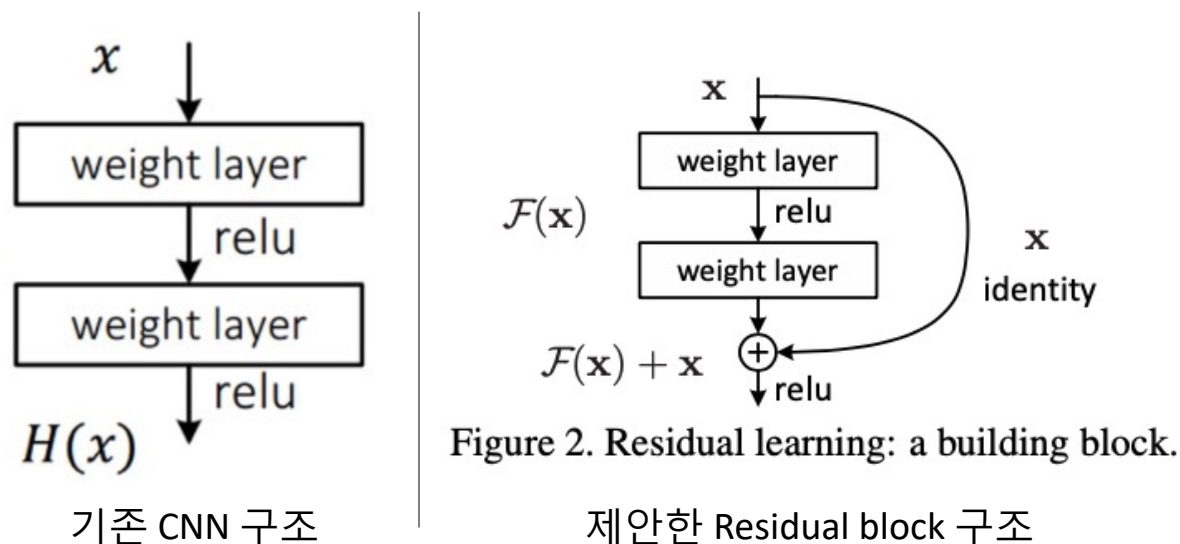 x
weight layer
relu
weight layer
relu
H(x)
기존 CNN 구조
x
weight layer
F(x)
relu
weight layer
x
identity
F(x) + x
relu
Figure 2. Residual learning: a building block.
제안한 Residual block 구조